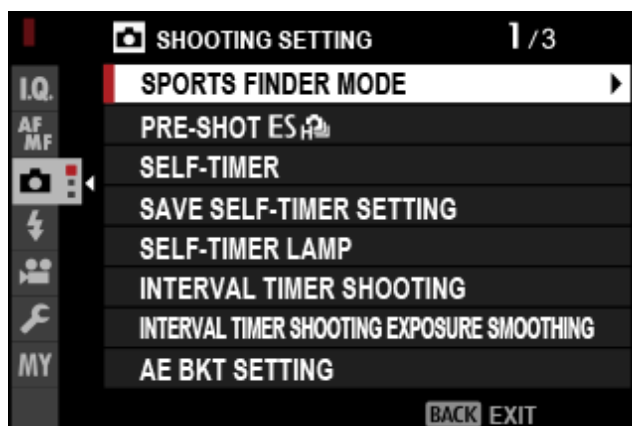 SHOOTING SETTING 1/3
I.Q.
AF MF
MY
SPORTS FINDER MODE
PRE-SHOT ES H
SELF-TIMER
SAVE SELF-TIMER SETTING
SELF-TIMER LAMP
INTERVAL TIMER SHOOTING
INTERVAL TIMER SHOOTING EXPOSURE SMOOTHING
AE BKT SETTING
BACK EXIT